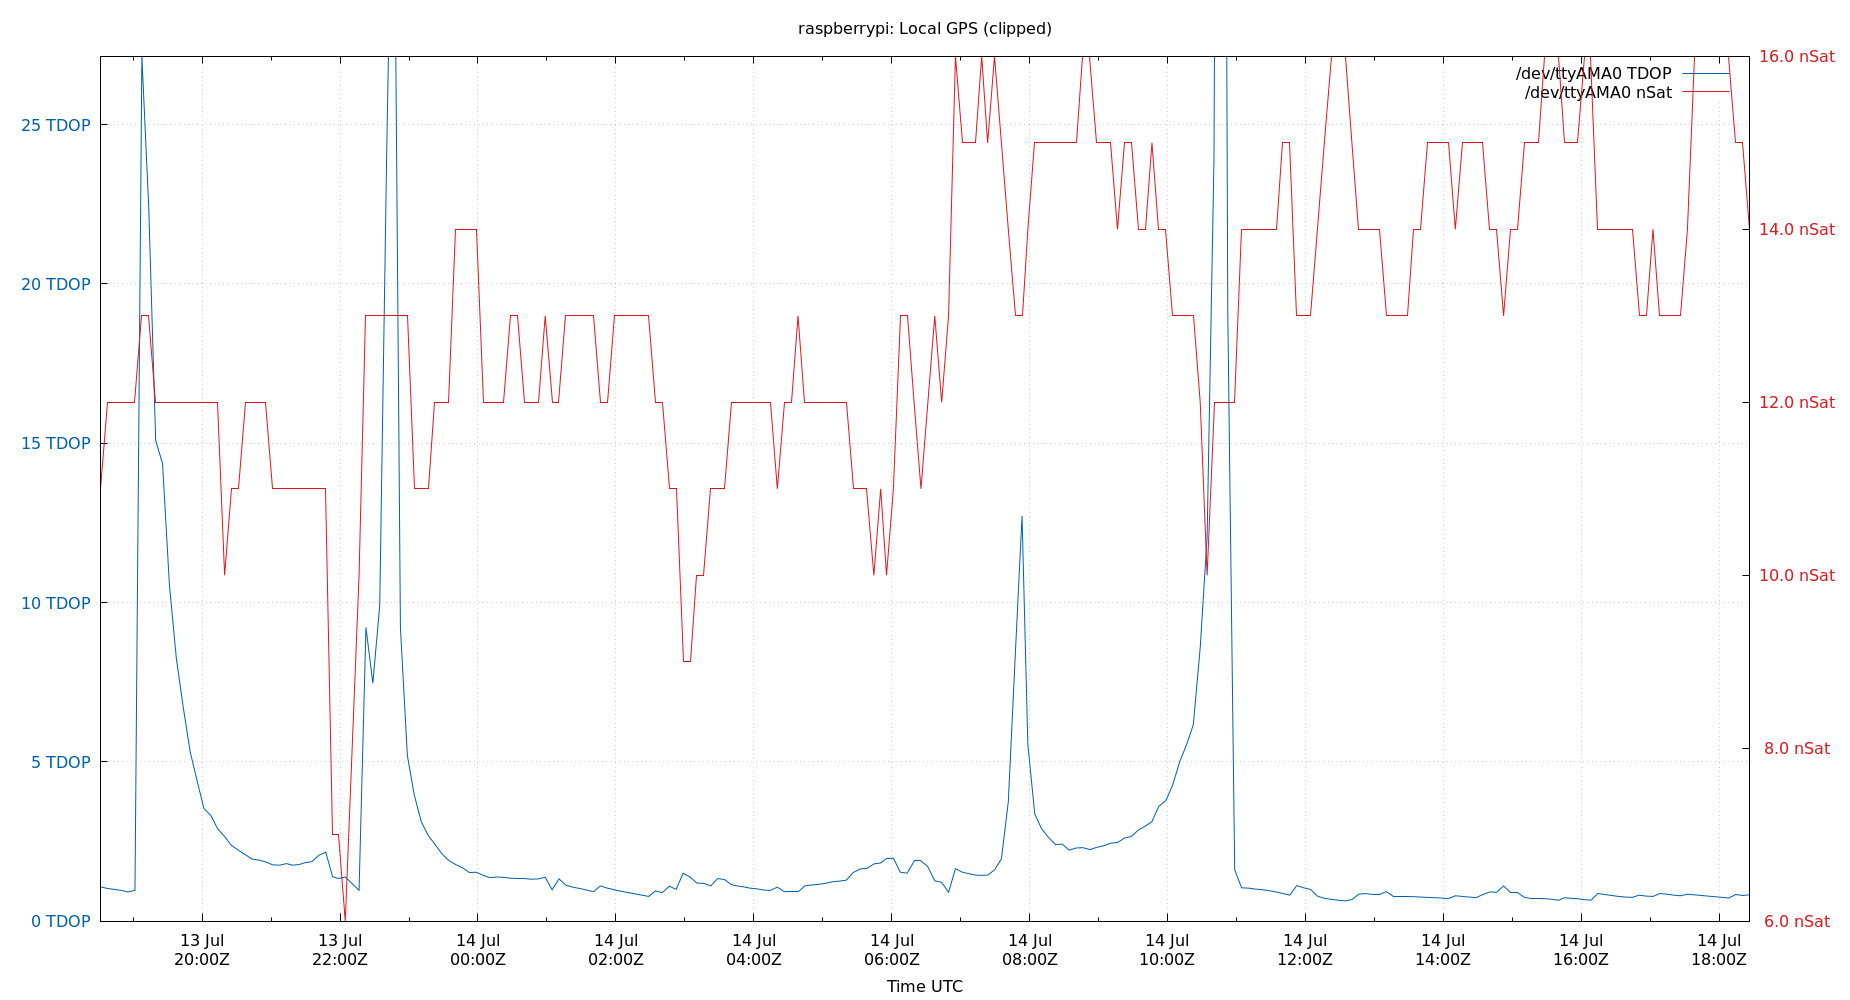 raspberrypi: Local GPS (clipped)
/dev/ttyAMA0 TDOP
/dev/ttyAMA0 nSat
25 TDOP
20 TDOP
15 TDOP
10 TDOP
5 TDOP
0 TDOP
16.0 nSat
14.0 nSat
12.0 nSat
10.0 nSat
8.0 nSat
6.0 nSat
13 Jul
20:00Z
13 Jul
22:00Z
14 Jul
00:00Z
14 Jul
02:00Z
14 Jul
04:00Z
14 Jul
06:00Z
14 Jul
08:00Z
14 Jul
10:00Z
14 Jul
12:00Z
14 Jul
14:00Z
14 Jul
16:00Z
14 Jul
18:00Z
Time UTC